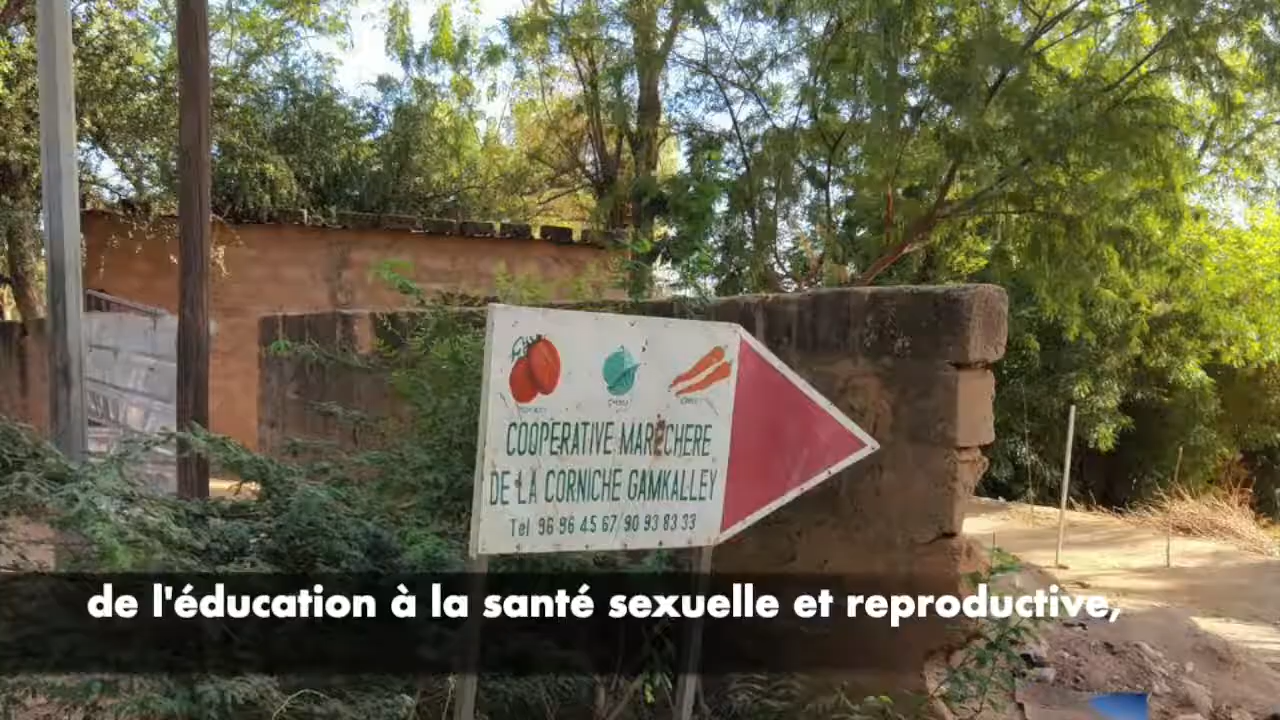 COOPERATIVE MARECHERE
DE LA CORNICHE GAMKALLEY
Tel 96 96 45 67/90 93 83 33
de l'éducation à la santé sexuelle et reproductive,